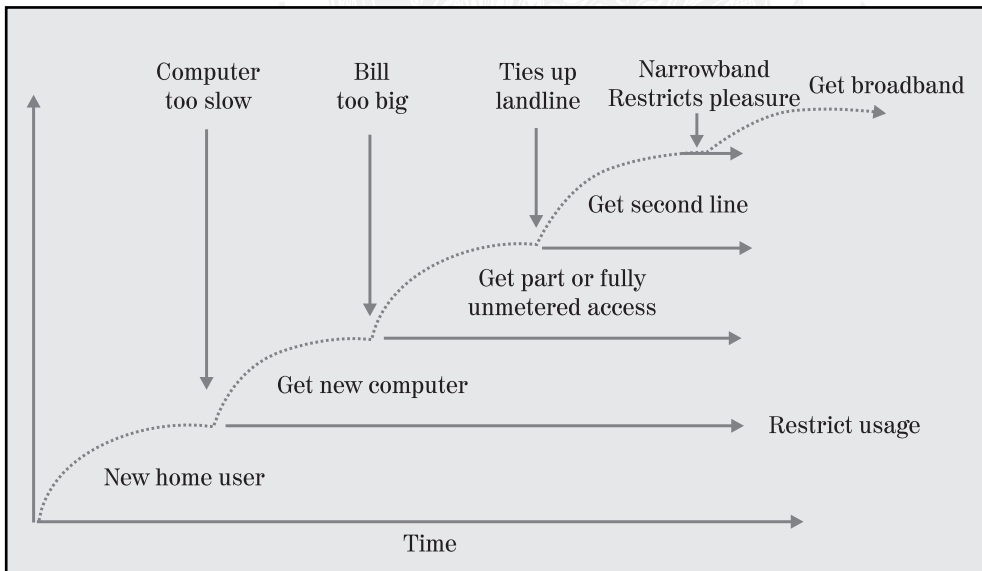 Computer
too slow
Bill
too big
Ties up
landline
Narrowband
Restricts pleasure
Get broadband
Get second line
Get part or fully
unmetered access
Get new computer
Restrict usage
New home user
Time